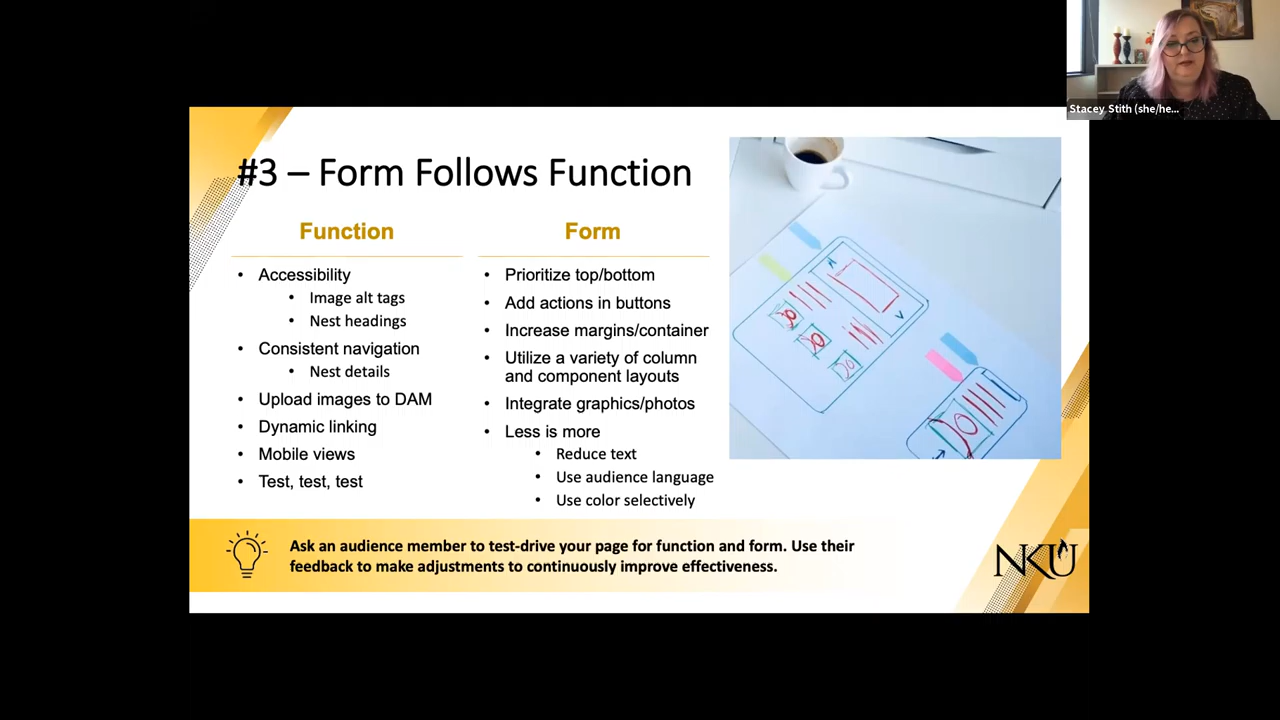 Stacey Stith (she/he...
#3 – Form Follows Function
Function
• Accessibility
• Image alt tags
• Nest headings
• Consistent navigation
• Nest details
• Upload images to DAM
• Dynamic linking
• Mobile views
• Test, test, test
Form
• Prioritize top/bottom
• Add actions in buttons
• Increase margins/container
• Utilize a variety of column
and component layouts
• Integrate graphics/photos
• Less is more
• Reduce text
• Use audience language
• Use color selectively
Ask an audience member to test-drive your page for function and form. Use their
feedback to make adjustments to continuously improve effectiveness.
NKU